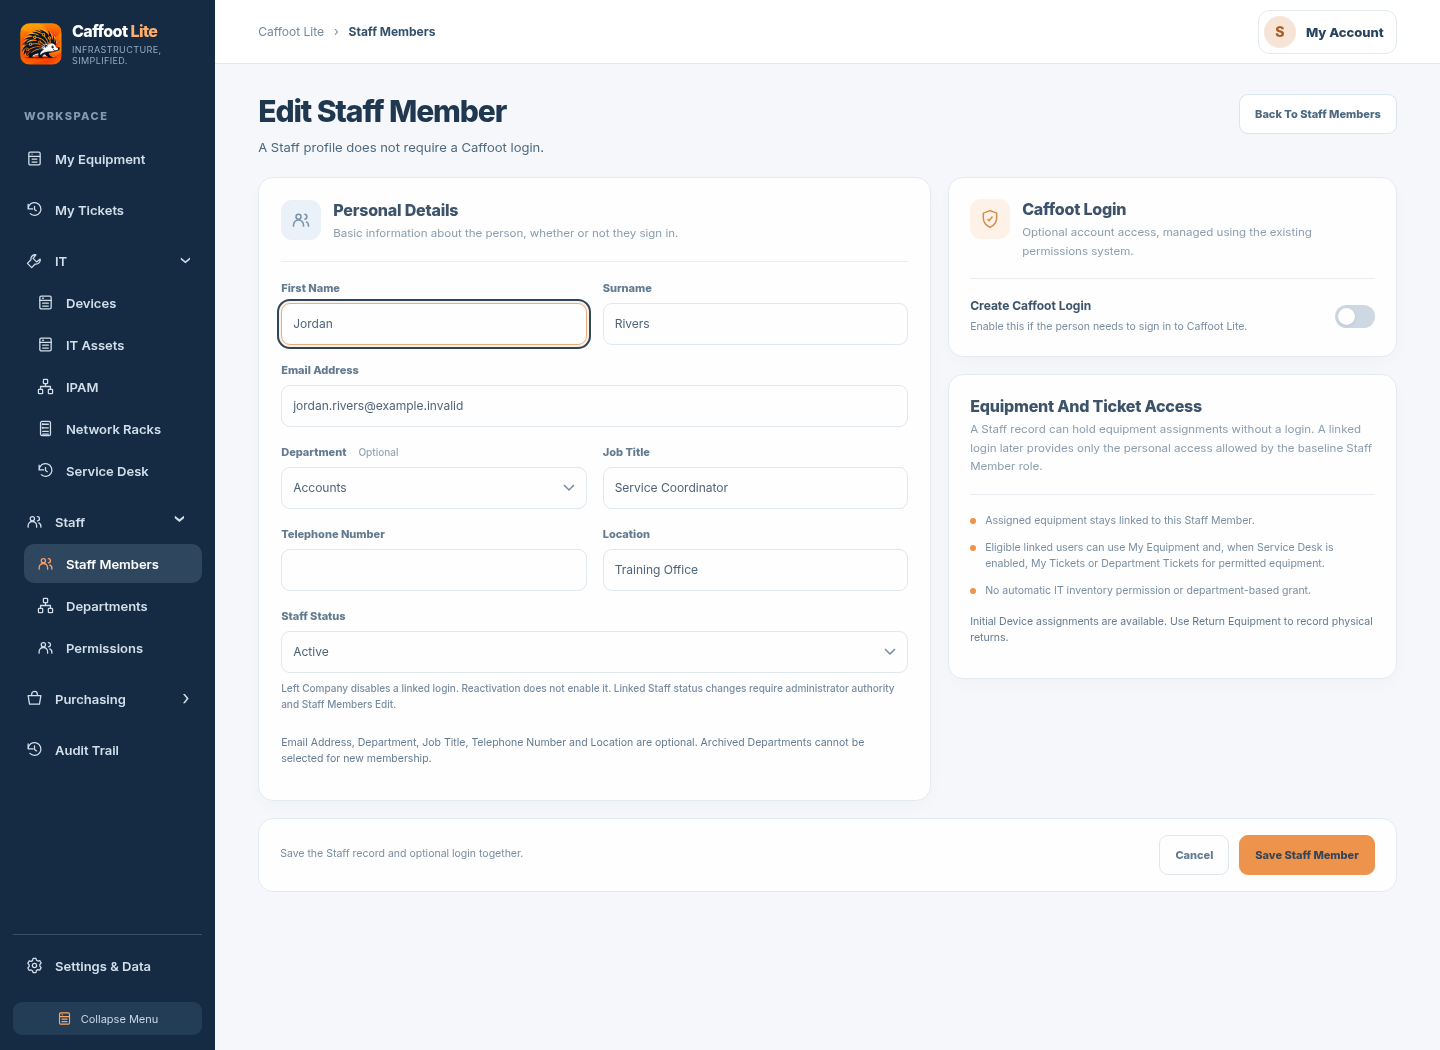 Caffoot Lite
INFRASTRUCTURE,
SIMPLIFIED.
WORKSPACE
My Equipment
My Tickets
IT
Devices
IT Assets
IPAM
Network Racks
Service Desk
Staff
Staff Members
Departments
Permissions
Purchasing
Audit Trail
Settings & Data
Collapse Menu
Caffoot Lite › Staff Members
S My Account
Edit Staff Member
A Staff profile does not require a Caffoot login.
Back To Staff Members
Personal Details
Basic information about the person, whether or not they sign in.
First Name
Jordan
Surname
Rivers
Email Address
jordan.rivers@example.invalid
Department Optional
Accounts
Job Title
Service Coordinator
Telephone Number
Location
Training Office
Staff Status
Active
Left Company disables a linked login. Reactivation does not enable it. Linked Staff status changes require administrator authority
and Staff Members Edit.
Email Address, Department, Job Title, Telephone Number and Location are optional. Archived Departments cannot be
selected for new membership.
Caffoot Login
Optional account access, managed using the existing
permissions system.
Create Caffoot Login
Enable this if the person needs to sign in to Caffoot Lite.
Equipment And Ticket Access
A Staff record can hold equipment assignments without a login. A linked
login later provides only the personal access allowed by the baseline Staff
Member role.
Assigned equipment stays linked to this Staff Member.
Eligible linked users can use My Equipment and, when Service Desk is
enabled, My Tickets or Department Tickets for permitted equipment.
No automatic IT inventory permission or department-based grant.
Initial Device assignments are available. Use Return Equipment to record physical
returns.
Save the Staff record and optional login together.
Cancel
Save Staff Member